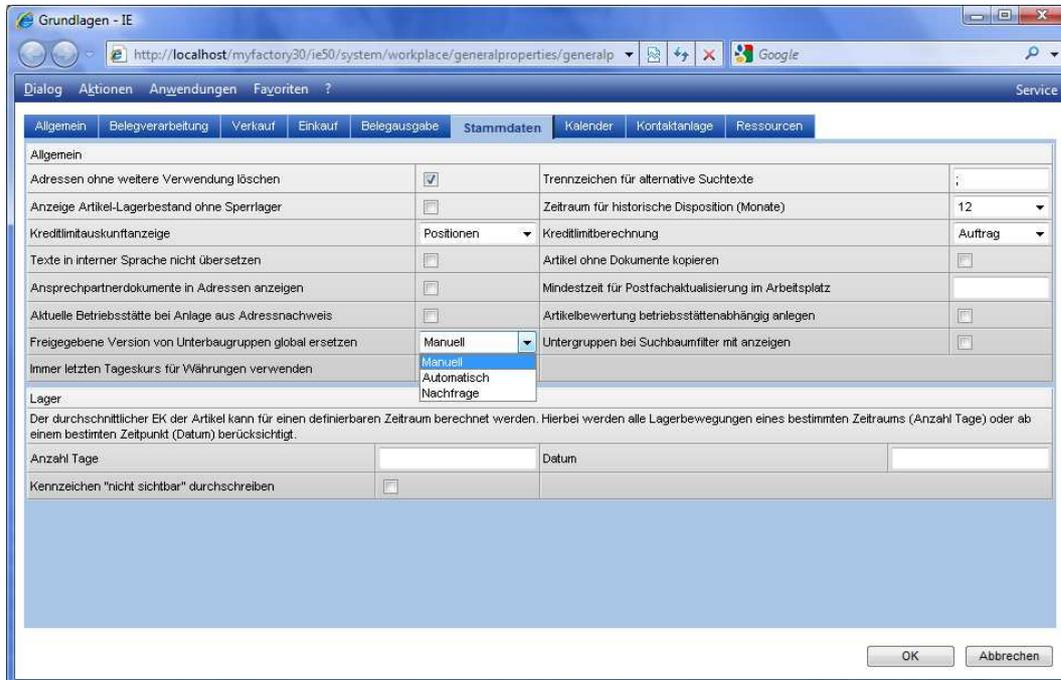 Grundlagen - IE
http://localhost/myfactory30/ie50/system/workplace/generalproperties/generalp
Google
Dialog Aktionen Anwendungen Favoriten ? Service
Allgemein Belegverarbeitung Verkauf Einkauf Belegausgabe Stammdaten Kalender Kontaktanlage Ressourcen
Allgemein
Adressen ohne weitere Verwendung löschen Trennzeichen für alternative Suchtexte ;
Anzeige Artikel-Lagerbestand ohne Sperrlager Zeitraum für historische Disposition (Monate) 12
Kreditlimitauskunftanzeige Positionen Kreditlimitberechnung Auftrag
Texte in interner Sprache nicht übersetzen Artikel ohne Dokumente kopieren
Ansprechpartnerdokumente in Adressen anzeigen Mindestzeit für Postfachaktualisierung im Arbeitsplatz
Aktuelle Betriebsstätte bei Anlage aus Adressnachweis Artikelbewertung betriebsstättenabhängig anlegen
Freigegebene Version von Unterbaugruppen global ersetzen Manuell Untergruppen bei Suchbaumfilter mit anzeigen
Manuell
Immer letzten Tageskurs für Währungen verwenden
Automatisch
Nachfrage
Lager
Der durchschnittlicher EK der Artikel kann für einen definierbaren Zeitraum berechnet werden. Hierbei werden alle Lagerbewegungen eines bestimmten Zeitraums (Anzahl Tage) oder ab
einem bestimten Zeitpunkt (Datum) berücksichtigt.
Anzahl Tage Datum
Kennzeichen "nicht sichtbar" durchschreiben
OK Abbrechen